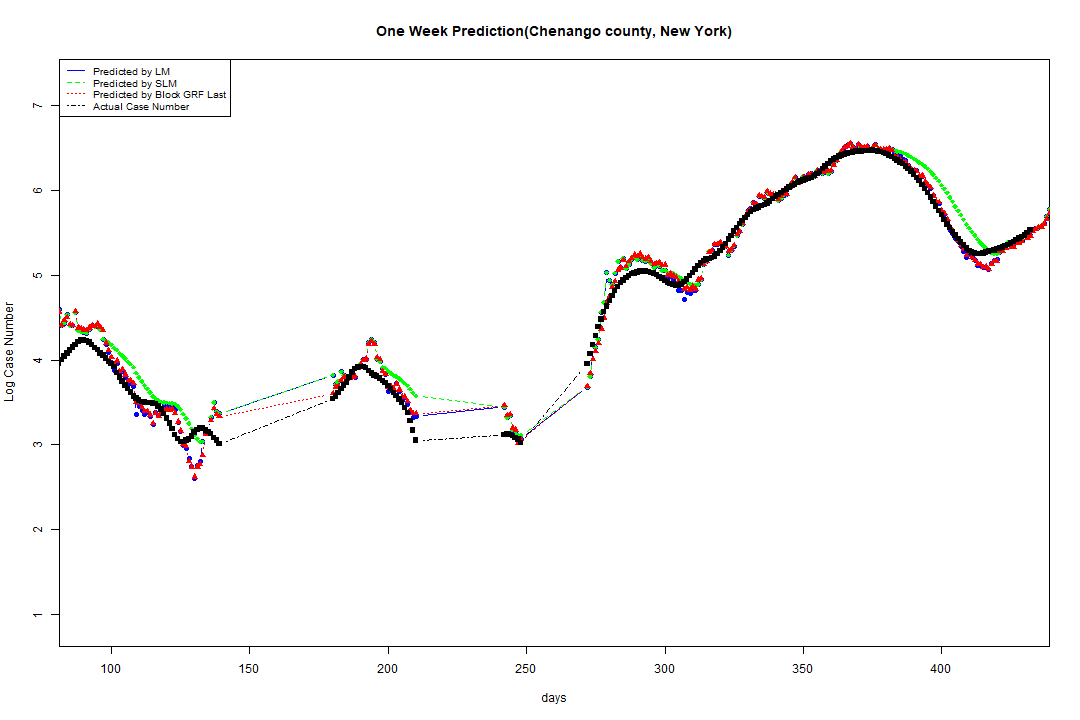 One Week Prediction(Chenango county, New York)
Predicted by LM
Predicted by SLM
Predicted by Block GRF Last
Actual Case Number
7
6
5
4
3
2
1
Log Case Number
100 150 200 250 300 350 400
days